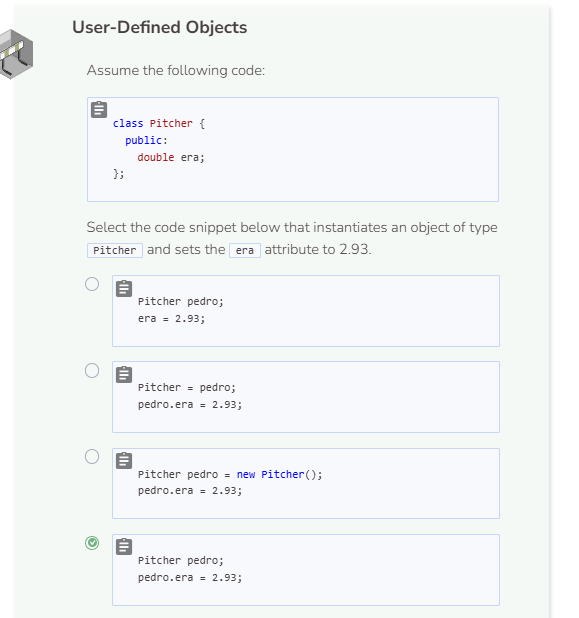 User-Defined Objects
Assume the following code:
class Pitcher {
public:
double era;
};
Select the code snippet below that instantiates an object of type
Pitcher and sets the era attribute to 2.93.
Pitcher pedro;
era = 2.93;
Pitcher = pedro;
pedro.era = 2.93;
Pitcher pedro = new Pitcher();
pedro.era = 2.93;
Pitcher pedro;
pedro.era = 2.93;